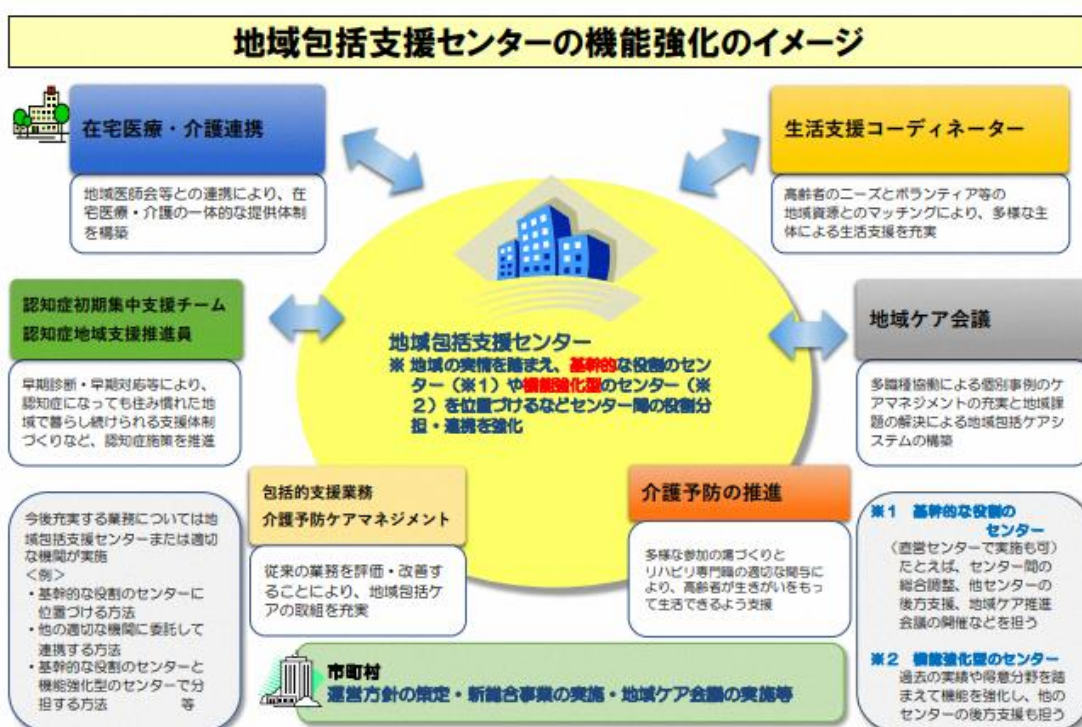 地域包括支援センターの機能強化のイメージ
在宅医療・介護連携
地域医師会等との連携により、在
宅医療・介護の一体的な提供体制
を構築
生活支援コーディネーター
高齢者のニーズとボランティア等の
地域資源とのマッチングにより、多様な主
体による生活支援を充実
認知症初期集中支援チーム
認知症地域支援推進員
早期診断・早期対応等により、
認知症になっても住み慣れた地
域で暮らし続けられる支援体制
づくりなど、認知症施策を推進
地域包括支援センター
※ 地域の実情を踏まえ、基幹的な役割のセン
ター（※１）や機能強化型のセンター（※
２）を位置づけるなどセンター間の役割分
担・連携を強化
地域ケア会議
多職種協働による個別事例のケ
アマネジメントの充実と地域課
題の解決による地域包括ケアシ
ステムの構築
包括的支援業務
介護予防ケアマネジメント
従来の業務を評価・改善す
ることにより、地域包括ケ
アの取組を充実
介護予防の推進
多様な参加の場づくりと
リハビリ専門職の適切な関与に
より、高齢者が生きがいをもっ
て生活できるよう支援
今後充実する業務については地
域包括支援センターまたは適切
な機関が実施
＜例＞
・基幹的な役割のセンターに
位置づける方法
・他の適切な機関に委託して
連携する方法
・基幹的な役割のセンターと
機能強化型のセンターで分
担する方法　　等
※１ 基幹的な役割の
センター
（直営センターで実施も可）
たとえば、センター間の
総合調整、他センターの
後方支援、地域ケア推進
会議の開催などを担う
※２ 機能強化型のセンター
過去の実績や得意分野を踏
まえて機能を強化し、他の
センターの後方支援も担う
市町村
運営方針の策定・新総合事業の実施・地域ケア会議の実施等